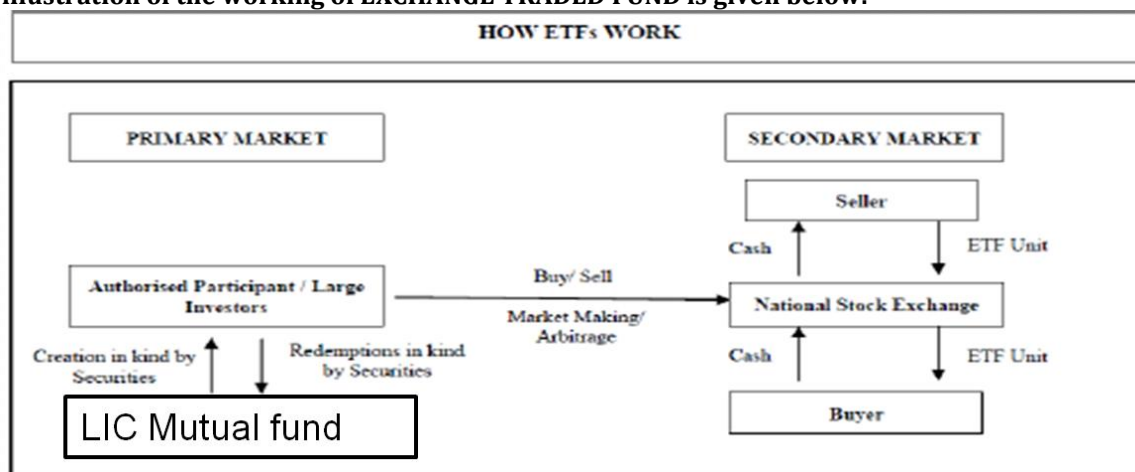 illustration of the working of EXCHANGE TRADED FUND is given below:
HOW ETFs WORK
PRIMARY MARKET
SECONDARY MARKET
Seller
Cash
ETF Unit
Authorised Participant / Large
Investors
Buy/ Sell
Market Making/
Arbitrage
National Stock Exchange
Creation in kind by
Securities
Redemptions in kind
by Securities
Cash
ETF Unit
LIC Mutual fund
Buyer